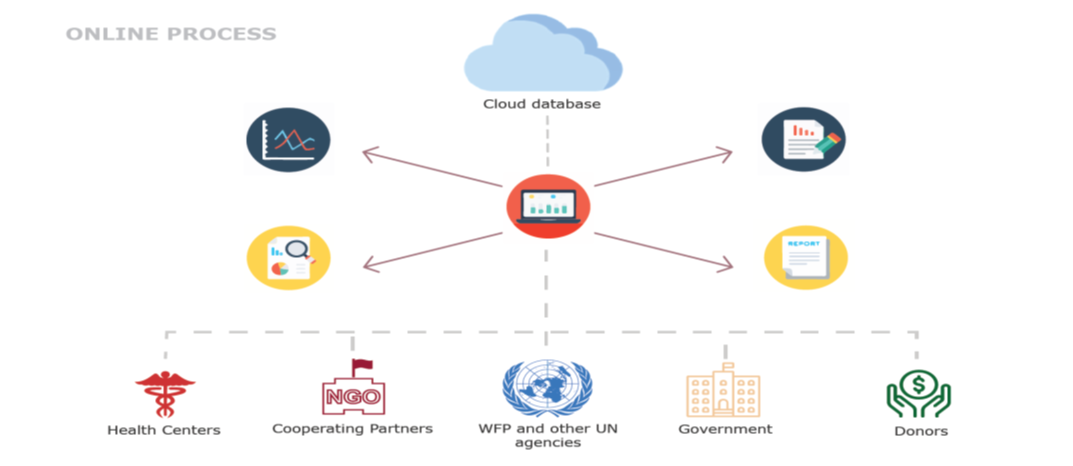 ONLINE PROCESS
Cloud database
REPORT
NGO
Health Centers
Cooperating Partners
WFP and other UN
agencies
Government
Donors
$